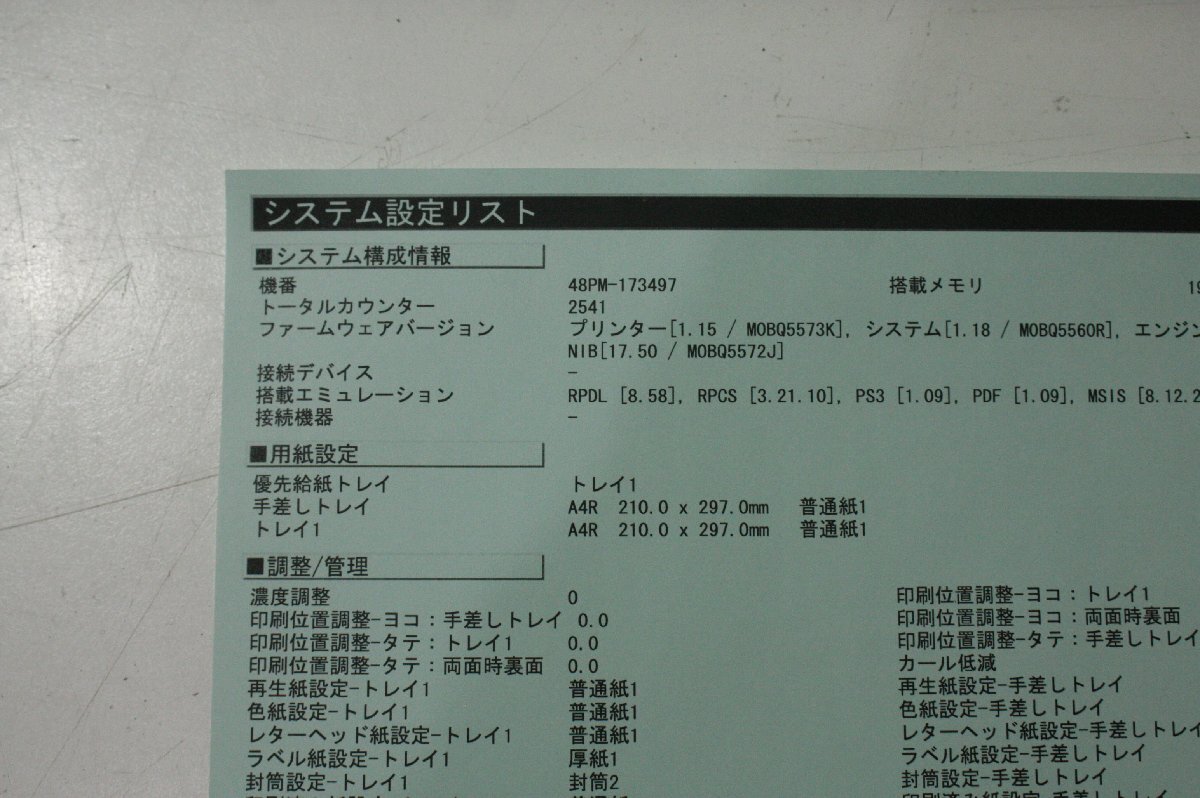 システム設定リスト
■システム構成情報
機番 48PM-173497 搭載メモリ 19
トータルカウンター 2541
ファームウェアバージョン プリンター[1.15 / MOBQ5573K], システム[1.18 / MOBQ5560R], エンジン
NIB[17.50 / MOBQ5572J]
接続デバイス -
搭載エミュレーション RPDL [8.58], RPCS [3.21.10], PS3 [1.09], PDF [1.09], MSIS [8.12.2
接続機器 -
■用紙設定
優先給紙トレイ トレイ1
手差しトレイ A4R 210.0 x 297.0mm 普通紙1
トレイ1 A4R 210.0 x 297.0mm 普通紙1
■調整/管理
濃度調整 0 印刷位置調整-ヨコ:トレイ1
印刷位置調整-ヨコ:手差しトレイ 0.0 印刷位置調整-ヨコ:両面時裏面
印刷位置調整-タテ:トレイ1 0.0 印刷位置調整-タテ:手差しトレイ
印刷位置調整-タテ:両面時裏面 0.0 カール低減
再生紙設定-トレイ1 普通紙1 再生紙設定-手差しトレイ
色紙設定-トレイ1 普通紙1 色紙設定-手差しトレイ
レターヘッド紙設定-トレイ1 普通紙1 レターヘッド紙設定-手差しトレイ
ラベル紙設定-トレイ1 厚紙1 ラベル紙設定-手差しトレイ
封筒設定-トレイ1 封筒2 封筒設定-手差しトレイ